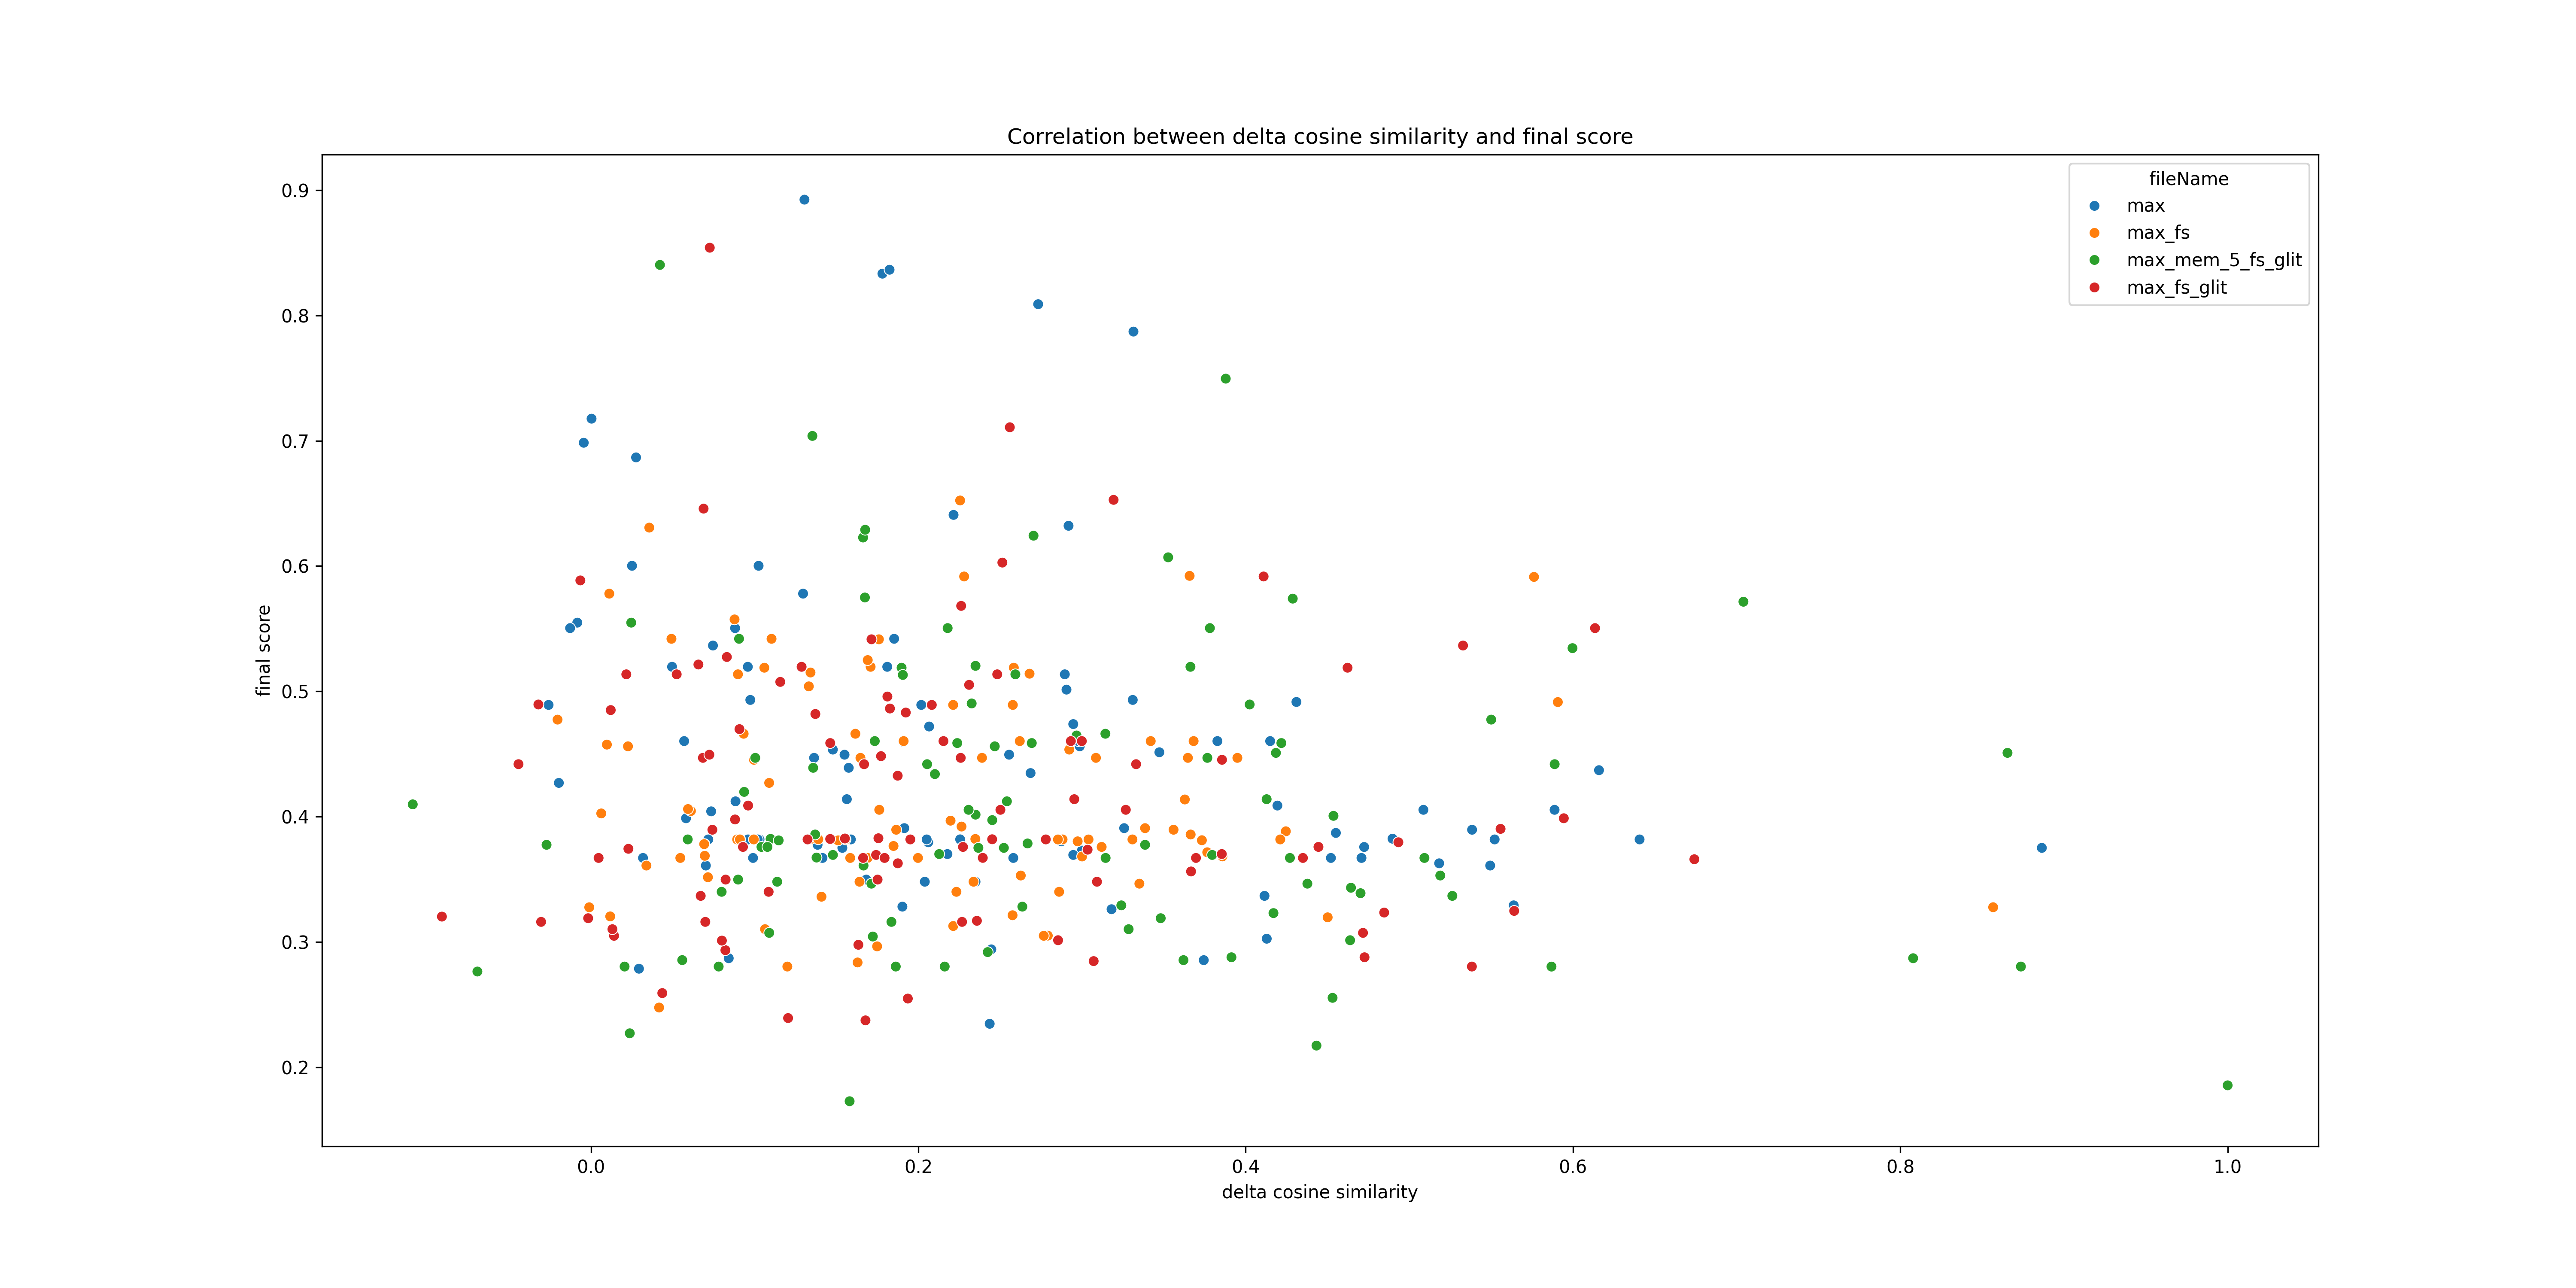 Correlation between delta cosine similarity and final score
fileName
max
max_fs
max_mem_5_fs_glit
max_fs_glit
0.9
0.8
0.7
0.6
0.5
0.4
0.3
0.2
final score
0.0 0.2 0.4 0.6 0.8 1.0
delta cosine similarity